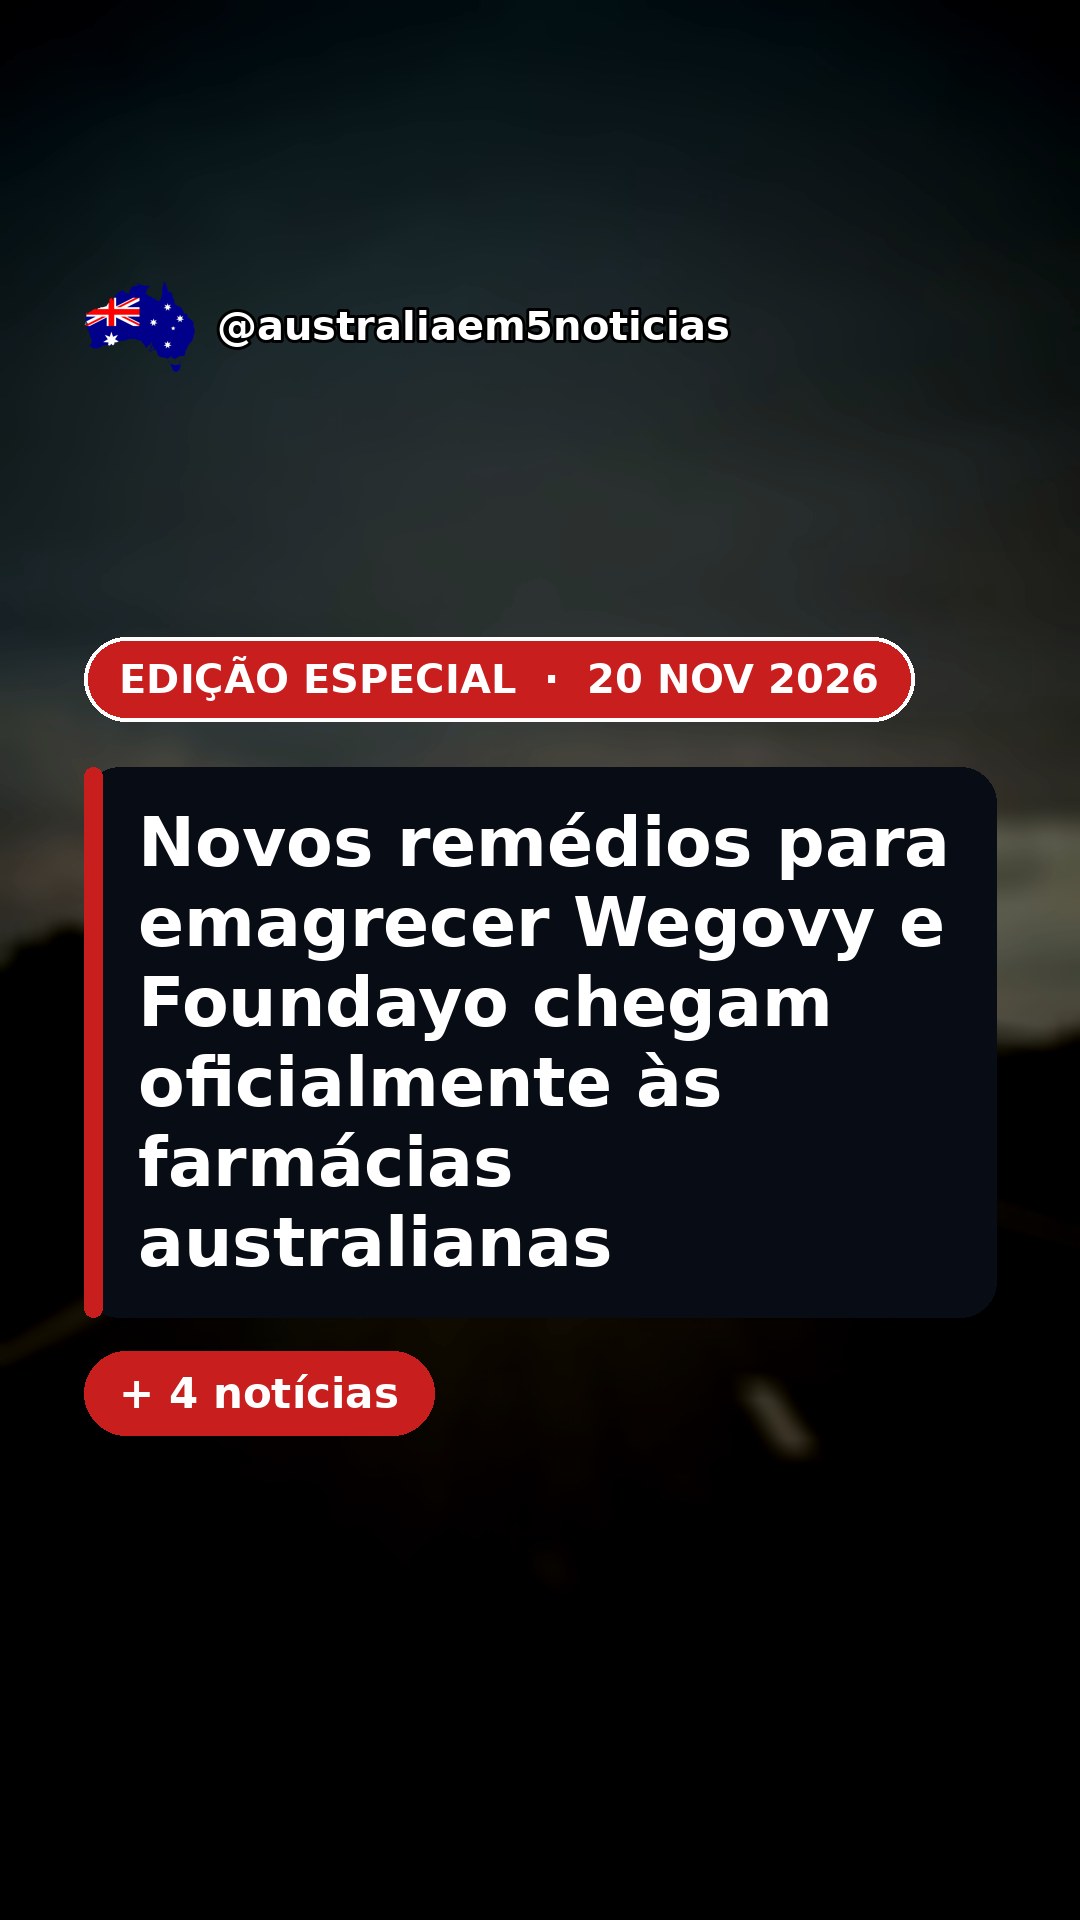 @australiaem5noticias
EDIÇÃO ESPECIAL · 20 NOV 2026
Novos remédios para
emagrecer Wegovy e
Foundayo chegam
oficialmente às
farmácias
australianas
+ 4 notícias